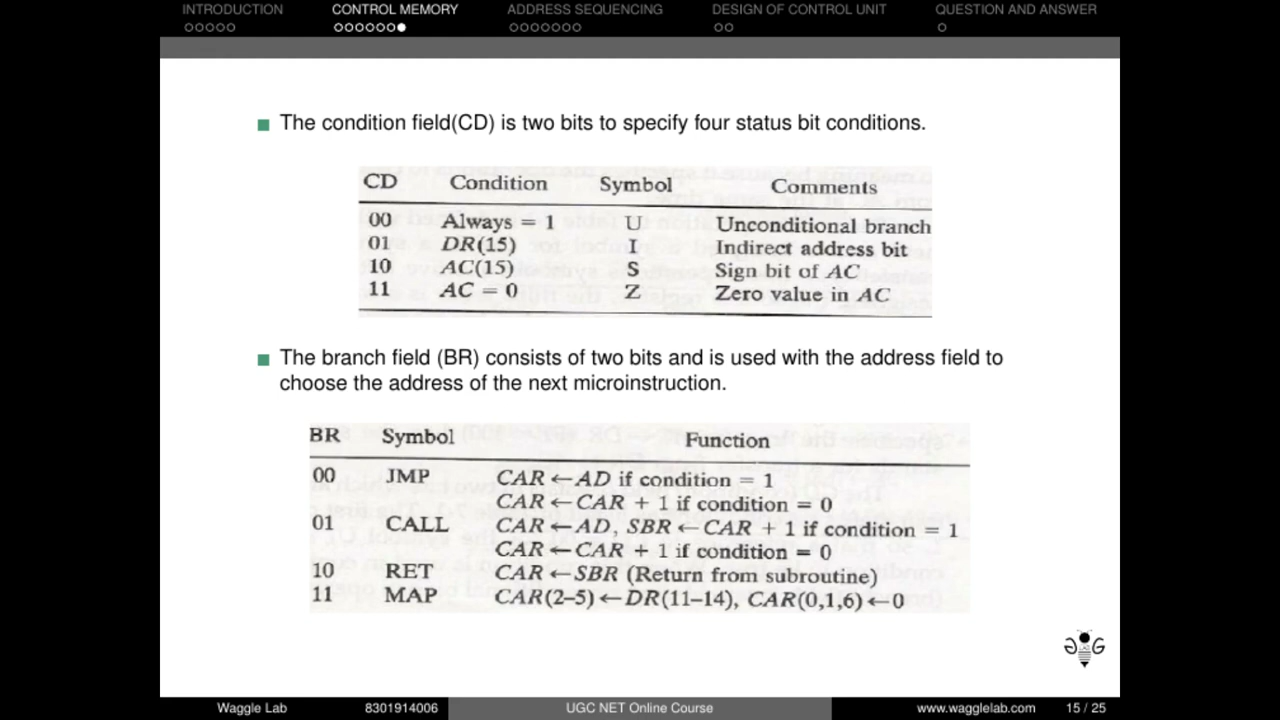 INTRODUCTION CONTROL MEMORY ADDRESS SEQUENCING DESIGN OF CONTROL UNIT QUESTION AND ANSWER
The condition field(CD) is two bits to specify four status bit conditions.
CD Condition Symbol Comments
00 Always = 1 U Unconditional branch
01 DR(15) I Indirect address bit
10 AC(15) S Sign bit of AC
11 AC = 0 Z Zero value in AC
The branch field (BR) consists of two bits and is used with the address field to
choose the address of the next microinstruction.
BR Symbol Function
00 JMP CAR ← AD if condition = 1
CAR ← CAR + 1 if condition = 0
01 CALL CAR ← AD, SBR ← CAR + 1 if condition = 1
CAR ← CAR + 1 if condition = 0
10 RET CAR ← SBR (Return from subroutine)
11 MAP CAR(2–5) ← DR(11–14), CAR(0,1,6) ← 0
Waggle Lab 8301914006 UGC NET Online Course www.wagglelab.com 15 / 25